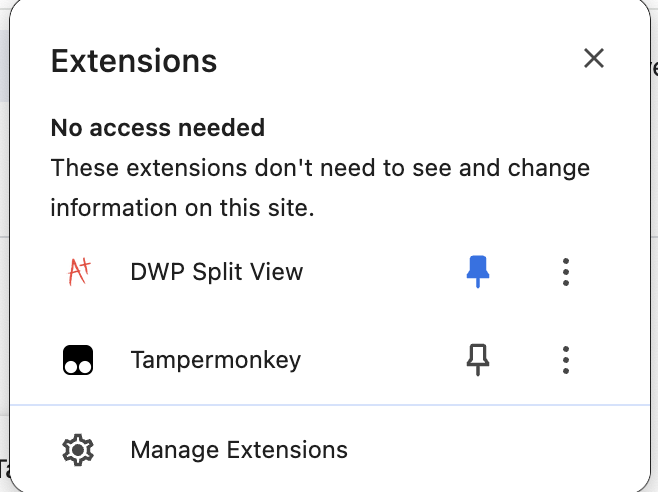 Extensions
No access needed
These extensions don't need to see and change
information on this site.
A+ DWP Split View
Tampermonkey
Manage Extensions